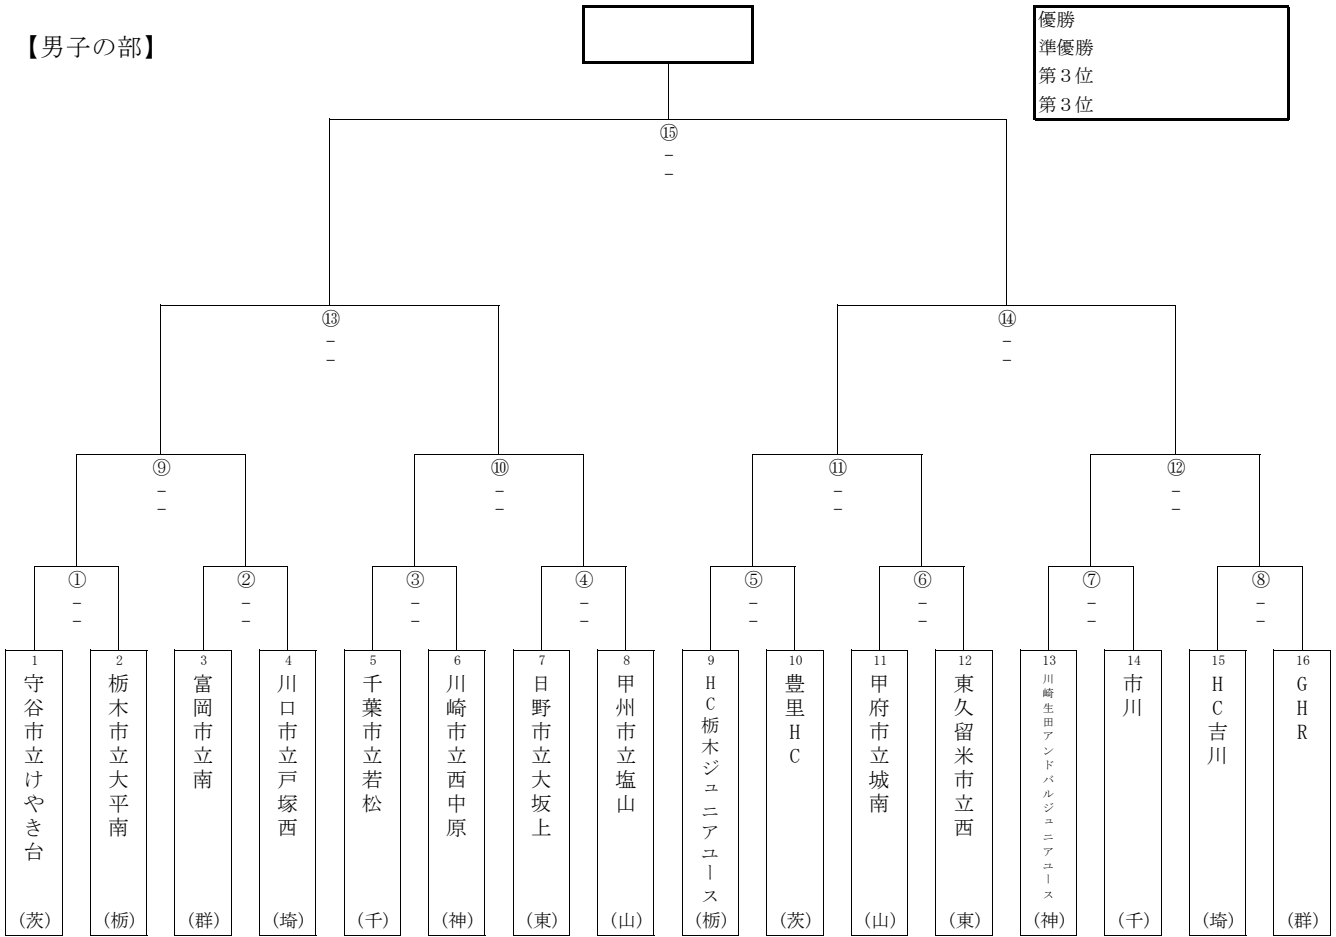 【男子の部】
優勝
準優勝
第３位
第３位
⑮
−
−
⑬
−
−
⑭
−
−
⑨
−
−
⑩
−
−
⑪
−
−
⑫
−
−
①
−
−
②
−
−
③
−
−
④
−
−
⑤
−
−
⑥
−
−
⑦
−
−
⑧
−
−
1
守谷市立けやき台
（茨）
2
栃木市立大平南
（栃）
3
富岡市立南
（群）
4
川口市立戸塚西
（埼）
5
千葉市立若松
（千）
6
川崎市立西中原
（神）
7
日野市立大坂上
（東）
8
甲州市立塩山
（山）
9
HC栃木ジュニアユース
（栃）
10
豊里HC
（茨）
11
甲府市立城南
（山）
12
東久留米市立西
（東）
13
川崎生田アンドバルジュニアユース
（神）
14
市川
（千）
15
HC吉川
（埼）
16
GHR
（群）